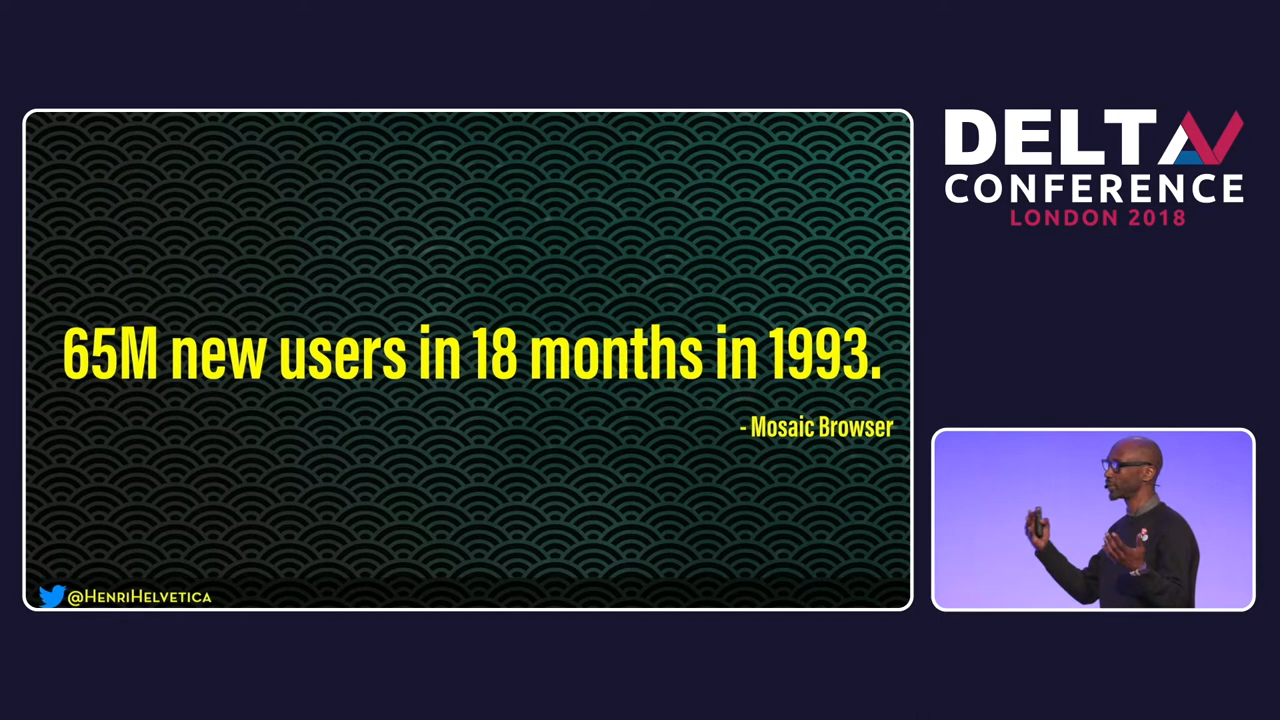 65M new users in 18 months in 1993.
- Mosaic Browser
@HenriHelvetica
DELTA V
CONFERENCE
LONDON 2018